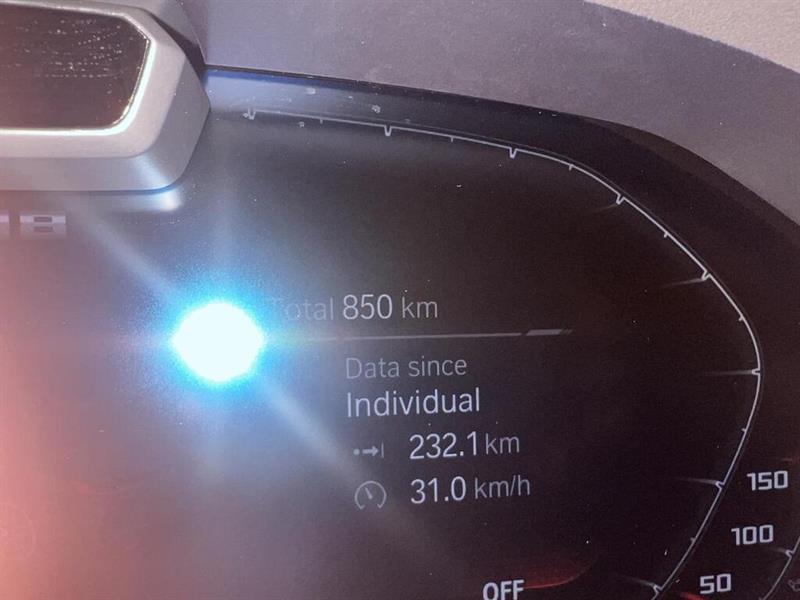 Total 850 km
Data since
Individual
232.1 km
31.0 km/h
150
100
50
OFF